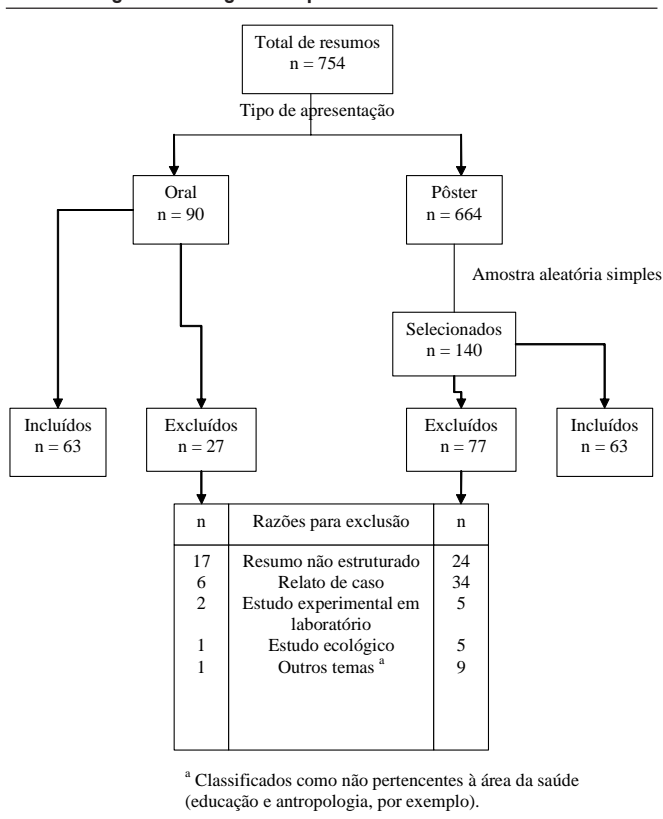 Total de resumos
n = 754
Tipo de apresentação
Oral
n = 90
Pôster
n = 664
Amostra aleatória simples
Selecionados
n = 140
Incluídos
n = 63
Excluídos
n = 27
Excluídos
n = 77
Incluídos
n = 63
n Razões para exclusão n
17 Resumo não estruturado 24
6 Relato de caso 34
2 Estudo experimental em 5
laboratório
1 Estudo ecológico 5
1 Outros temas a 9
a Classificados como não pertencentes à área da saúde
(educação e antropologia, por exemplo).